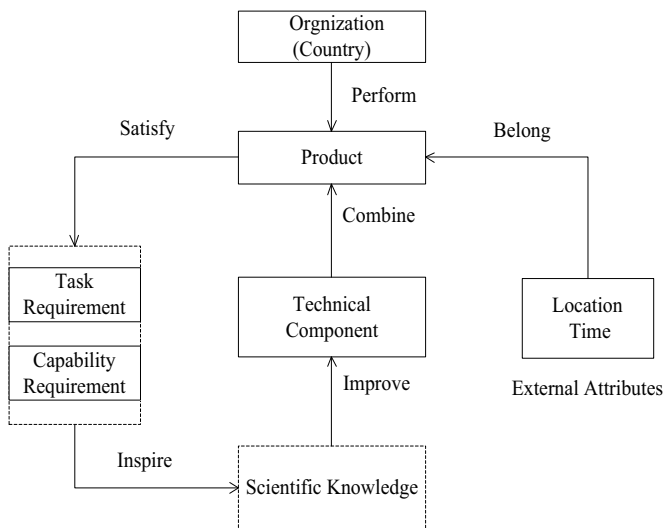 Orgnization
(Country)
Perform
Satisfy
Belong
Product
Combine
Task
Requirement
Technical
Component
Location
Time
Capability
Requirement
Improve
External Attributes
Inspire
Scientific Knowledge